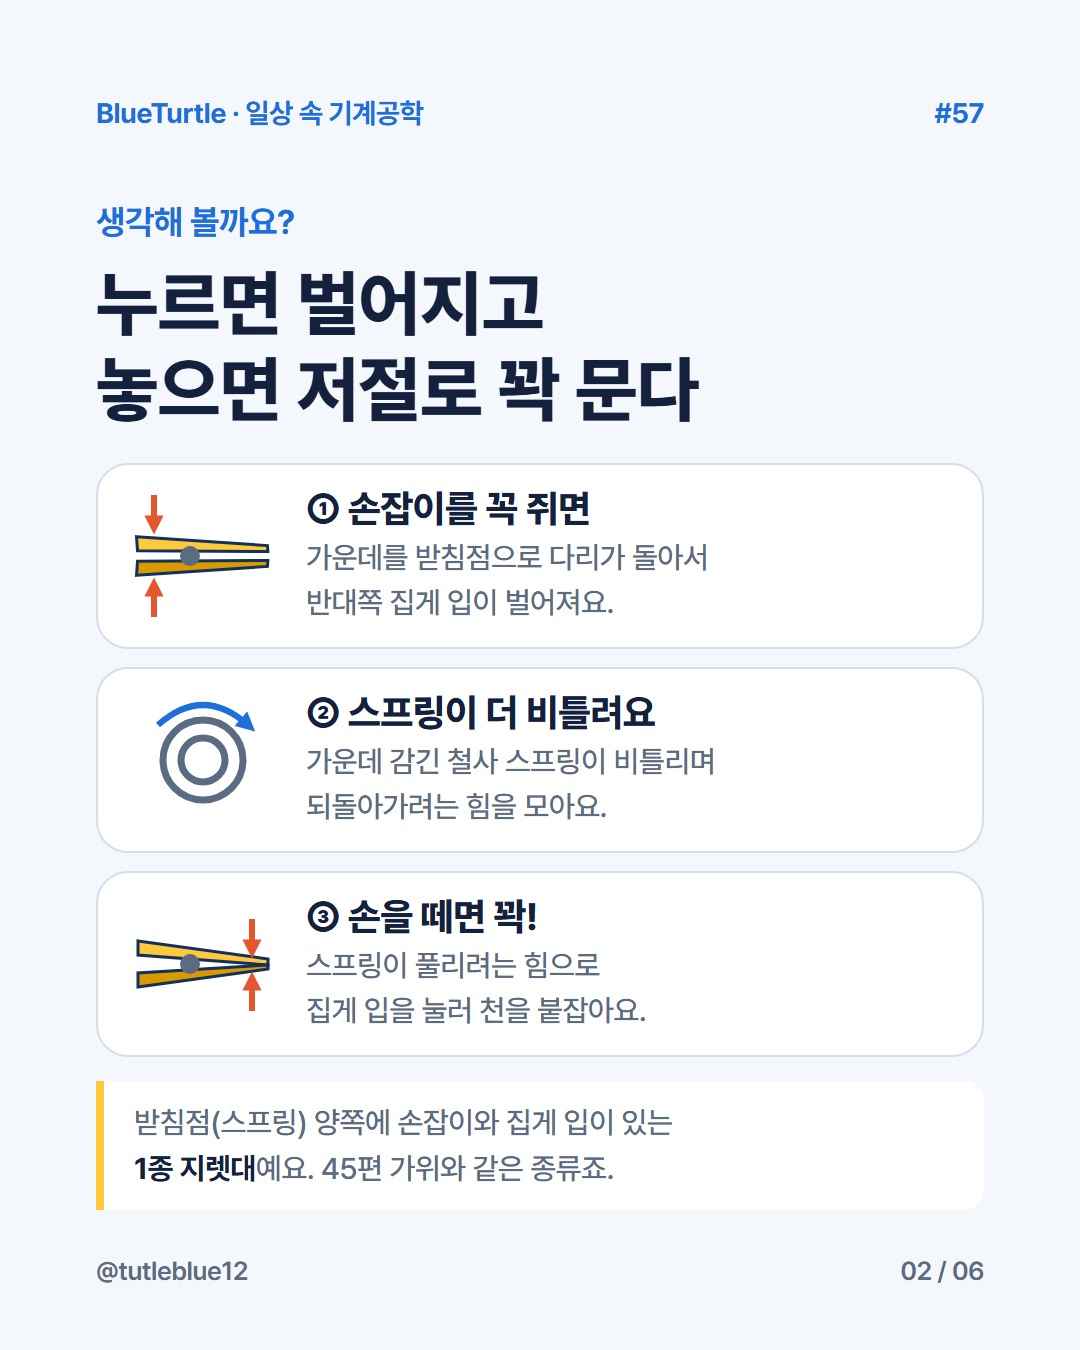 BlueTurtle · 일상 속 기계공학
#57
생각해 볼까요?
누르면 벌어지고
놓으면 저절로 꽉 문다
① 손잡이를 꼭 쥐면
가운데를 받침점으로 다리가 돌아서
반대쪽 집게 입이 벌어져요.
② 스프링이 더 비틀려요
가운데 감긴 철사 스프링이 비틀리며
되돌아가려는 힘을 모아요.
③ 손을 떼면 꽉!
스프링이 풀리려는 힘으로
집게 입을 눌러 천을 붙잡아요.
받침점(스프링) 양쪽에 손잡이와 집게 입이 있는
1종 지렛대예요. 45편 가위와 같은 종류죠.
@tutleblue12
02 / 06